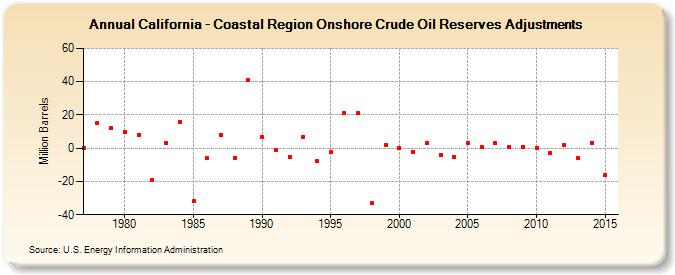 Annual California - Coastal Region Onshore Crude Oil Reserves Adjustments
Million Barrels
60
40
20
0
-20
-40
1980 1985 1990 1995 2000 2005 2010 2015
Source: U.S. Energy Information Administration